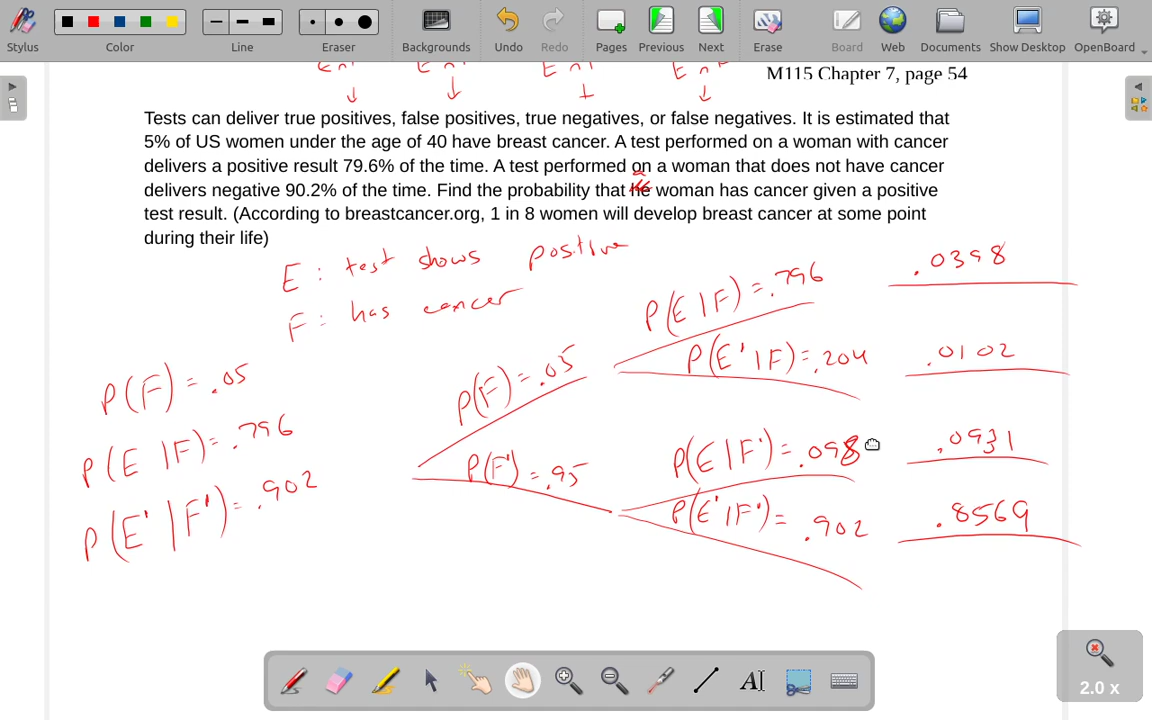 Stylus
Color
Line
Eraser
Backgrounds
Undo
Redo
Pages
Previous
Next
Erase
Board
Web
Documents
Show Desktop
OpenBoard
M115 Chapter 7, page 54
Tests can deliver true positives, false positives, true negatives, or false negatives. It is estimated that
5% of US women under the age of 40 have breast cancer. A test performed on a woman with cancer
delivers a positive result 79.6% of the time. A test performed on a woman that does not have cancer
delivers negative 90.2% of the time. Find the probability that a he woman has cancer given a positive
test result. (According to breastcancer.org, 1 in 8 women will develop breast cancer at some point
during their life)
E : test shows positive
F : has cancer
P(F) = .05
P(E | F) = .796
P(E' | F') = .902
P(F) = .05
P(F') = .95
P(E | F) = .796
P(E' | F) = .204
P(E | F') = .098
P(E' | F') = .902
.0398
.0102
.0931
.8569
2.0 x